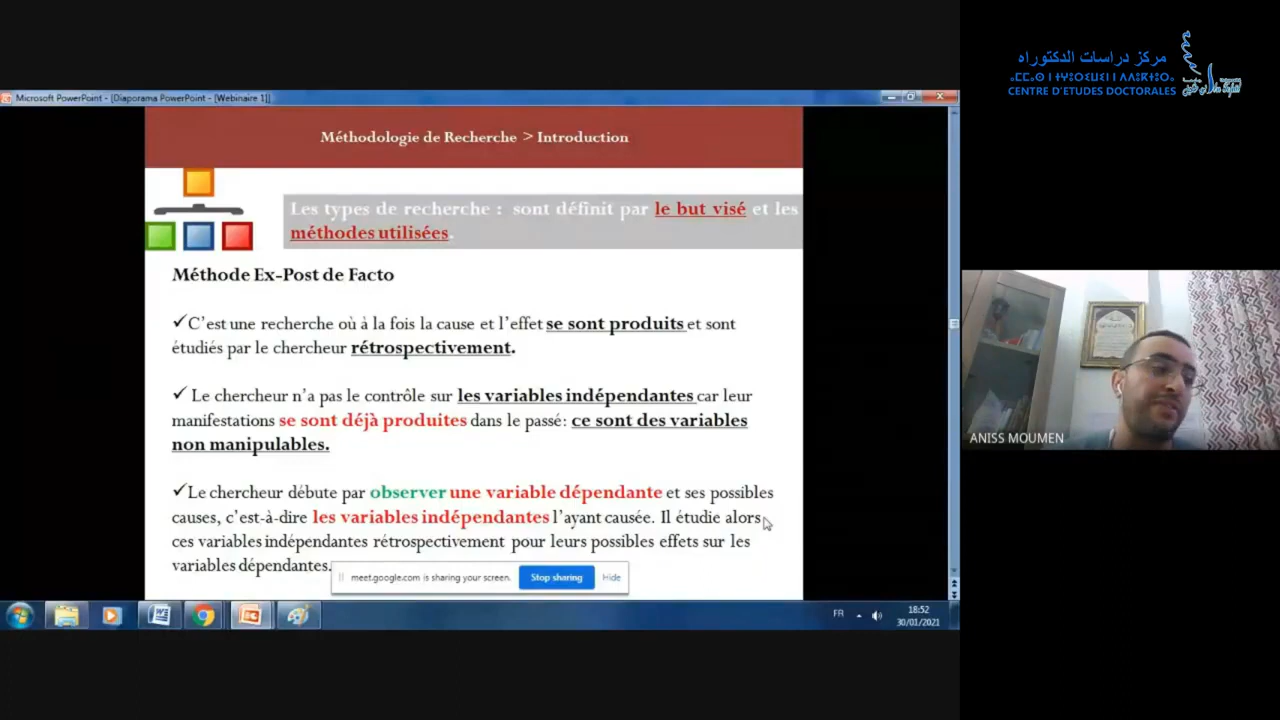 Microsoft PowerPoint - [Diaporama PowerPoint - [Webinaire 1]]
Méthodologie de Recherche > Introduction
Les types de recherche : sont définit par le but visé et les
méthodes utilisées.
Méthode Ex-Post de Facto
✓C’est une recherche où à la fois la cause et l’effet se sont produits et sont
étudiés par le chercheur rétrospectivement.
✓ Le chercheur n’a pas le contrôle sur les variables indépendantes car leur
manifestations se sont déjà produites dans le passé: ce sont des variables
non manipulables.
✓Le chercheur débute par observer une variable dépendante et ses possibles
causes, c’est-à-dire les variables indépendantes l’ayant causée. Il étudie alors
ces variables indépendantes rétrospectivement pour leurs possibles effets sur les
variables dépendantes.
meet.google.com is sharing your screen. Stop sharing Hide
FR
18:52
30/01/2021
مركز دراسات الدكتوراه
CENTRE D'ETUDES DOCTORALES
ANISS MOUMEN